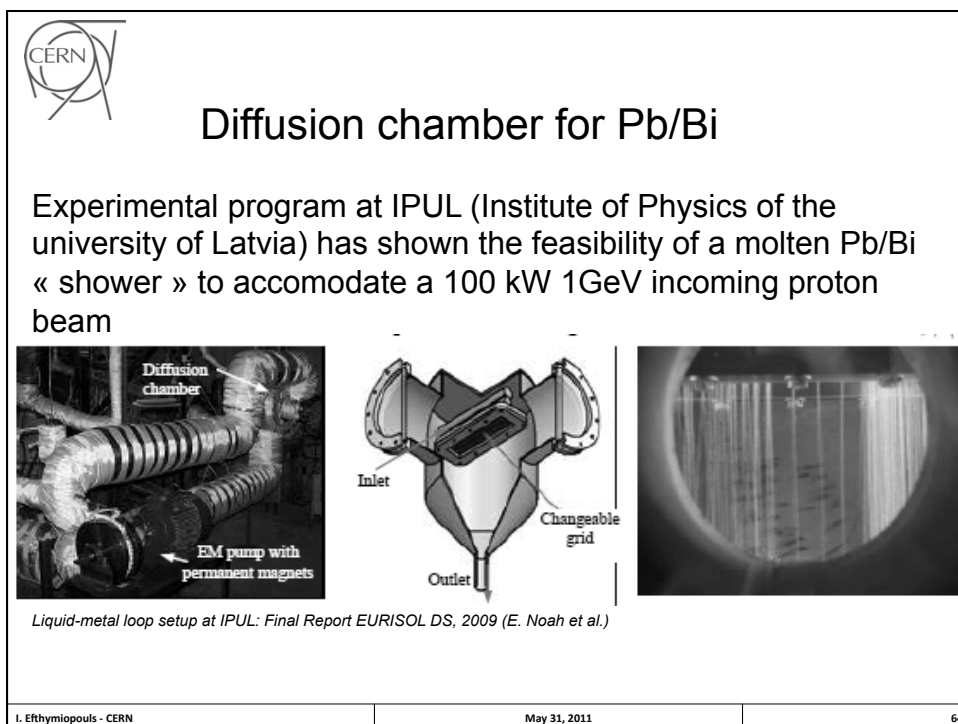 CERN
Diffusion chamber for Pb/Bi
Experimental program at IPUL (Institute of Physics of the
university of Latvia) has shown the feasibility of a molten Pb/Bi
« shower » to accomodate a 100 kW 1GeV incoming proton
beam
Diffusion
chamber
EM pump with
permanent magnets
Inlet
Changeable
grid
Outlet
Liquid-metal loop setup at IPUL: Final Report EURISOL DS, 2009 (E. Noah et al.)
I. Efthymiopouls - CERN
May 31, 2011
6